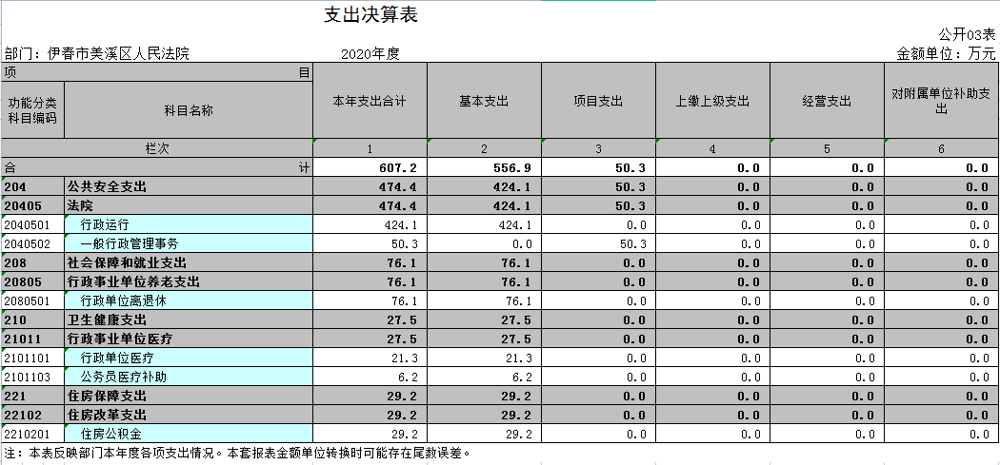 支出决算表
公开03表
部门：伊春市美溪区人民法院 2020年度 金额单位：万元
项 目 本年支出合计 基本支出 项目支出 上缴上级支出 经营支出 对附属单位补助支出
功能分类科目编码 科目名称
栏次 1 2 3 4 5 6
合 计 607.2 556.9 50.3 0.0 0.0 0.0
204 公共安全支出 474.4 424.1 50.3 0.0 0.0 0.0
20405 法院 474.4 424.1 50.3 0.0 0.0 0.0
2040501 行政运行 424.1 424.1 0.0 0.0 0.0 0.0
2040502 一般行政管理事务 50.3 0.0 50.3 0.0 0.0 0.0
208 社会保障和就业支出 76.1 76.1 0.0 0.0 0.0 0.0
20805 行政事业单位养老支出 76.1 76.1 0.0 0.0 0.0 0.0
2080501 行政单位离退休 76.1 76.1 0.0 0.0 0.0 0.0
210 卫生健康支出 27.5 27.5 0.0 0.0 0.0 0.0
21011 行政事业单位医疗 27.5 27.5 0.0 0.0 0.0 0.0
2101101 行政单位医疗 21.3 21.3 0.0 0.0 0.0 0.0
2101103 公务员医疗补助 6.2 6.2 0.0 0.0 0.0 0.0
221 住房保障支出 29.2 29.2 0.0 0.0 0.0 0.0
22102 住房改革支出 29.2 29.2 0.0 0.0 0.0 0.0
2210201 住房公积金 29.2 29.2 0.0 0.0 0.0 0.0
注：本表反映部门本年度各项支出情况。本套报表金额单位转换时可能存在尾数误差。